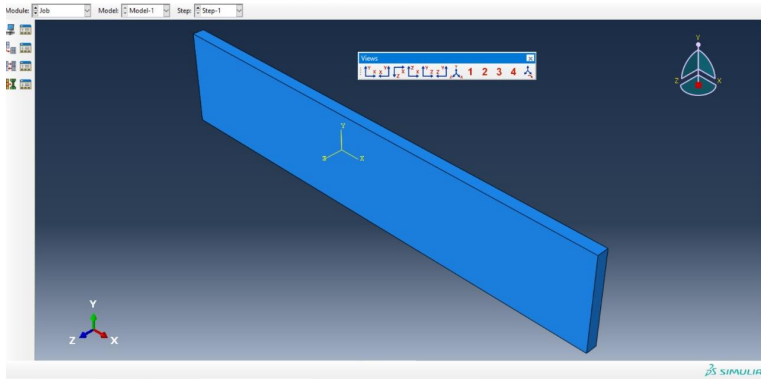 Module: Job Model: Model-1 Step: Step-1
Views
1 2 3 4
Y
Z X
Y
Z X
Y
Z X
SIMULIA